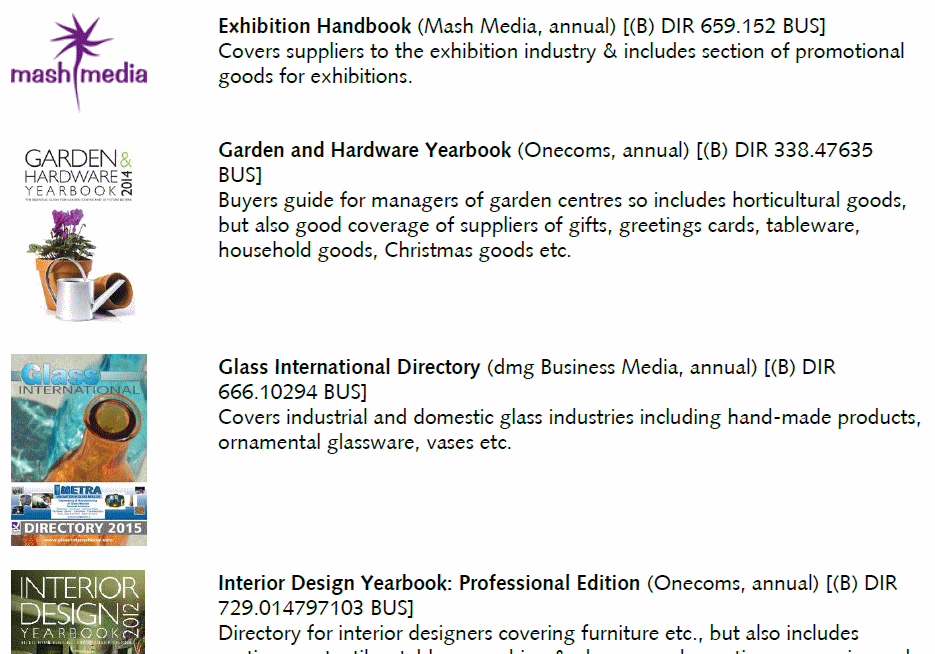 mash media
Exhibition Handbook (Mash Media, annual) [(B) DIR 659.152 BUS]
Covers suppliers to the exhibition industry & includes section of promotional
goods for exhibitions.
GARDEN &
HARDWARE
YEARBOOK 2014
Garden and Hardware Yearbook (Onecoms, annual) [(B) DIR 338.47635
BUS]
Buyers guide for managers of garden centres so includes horticultural goods,
but also good coverage of suppliers of gifts, greetings cards, tableware,
household goods, Christmas goods etc.
Glass
INTERNATIONAL
METRA
DIRECTORY 2015
Glass International Directory (dmg Business Media, annual) [(B) DIR
666.10294 BUS]
Covers industrial and domestic glass industries including hand-made products,
ornamental glassware, vases etc.
INTERIOR
DESIGN
YEARBOOK 2012
Interior Design Yearbook: Professional Edition (Onecoms, annual) [(B) DIR
729.014797103 BUS]
Directory for interior designers covering furniture etc., but also includes